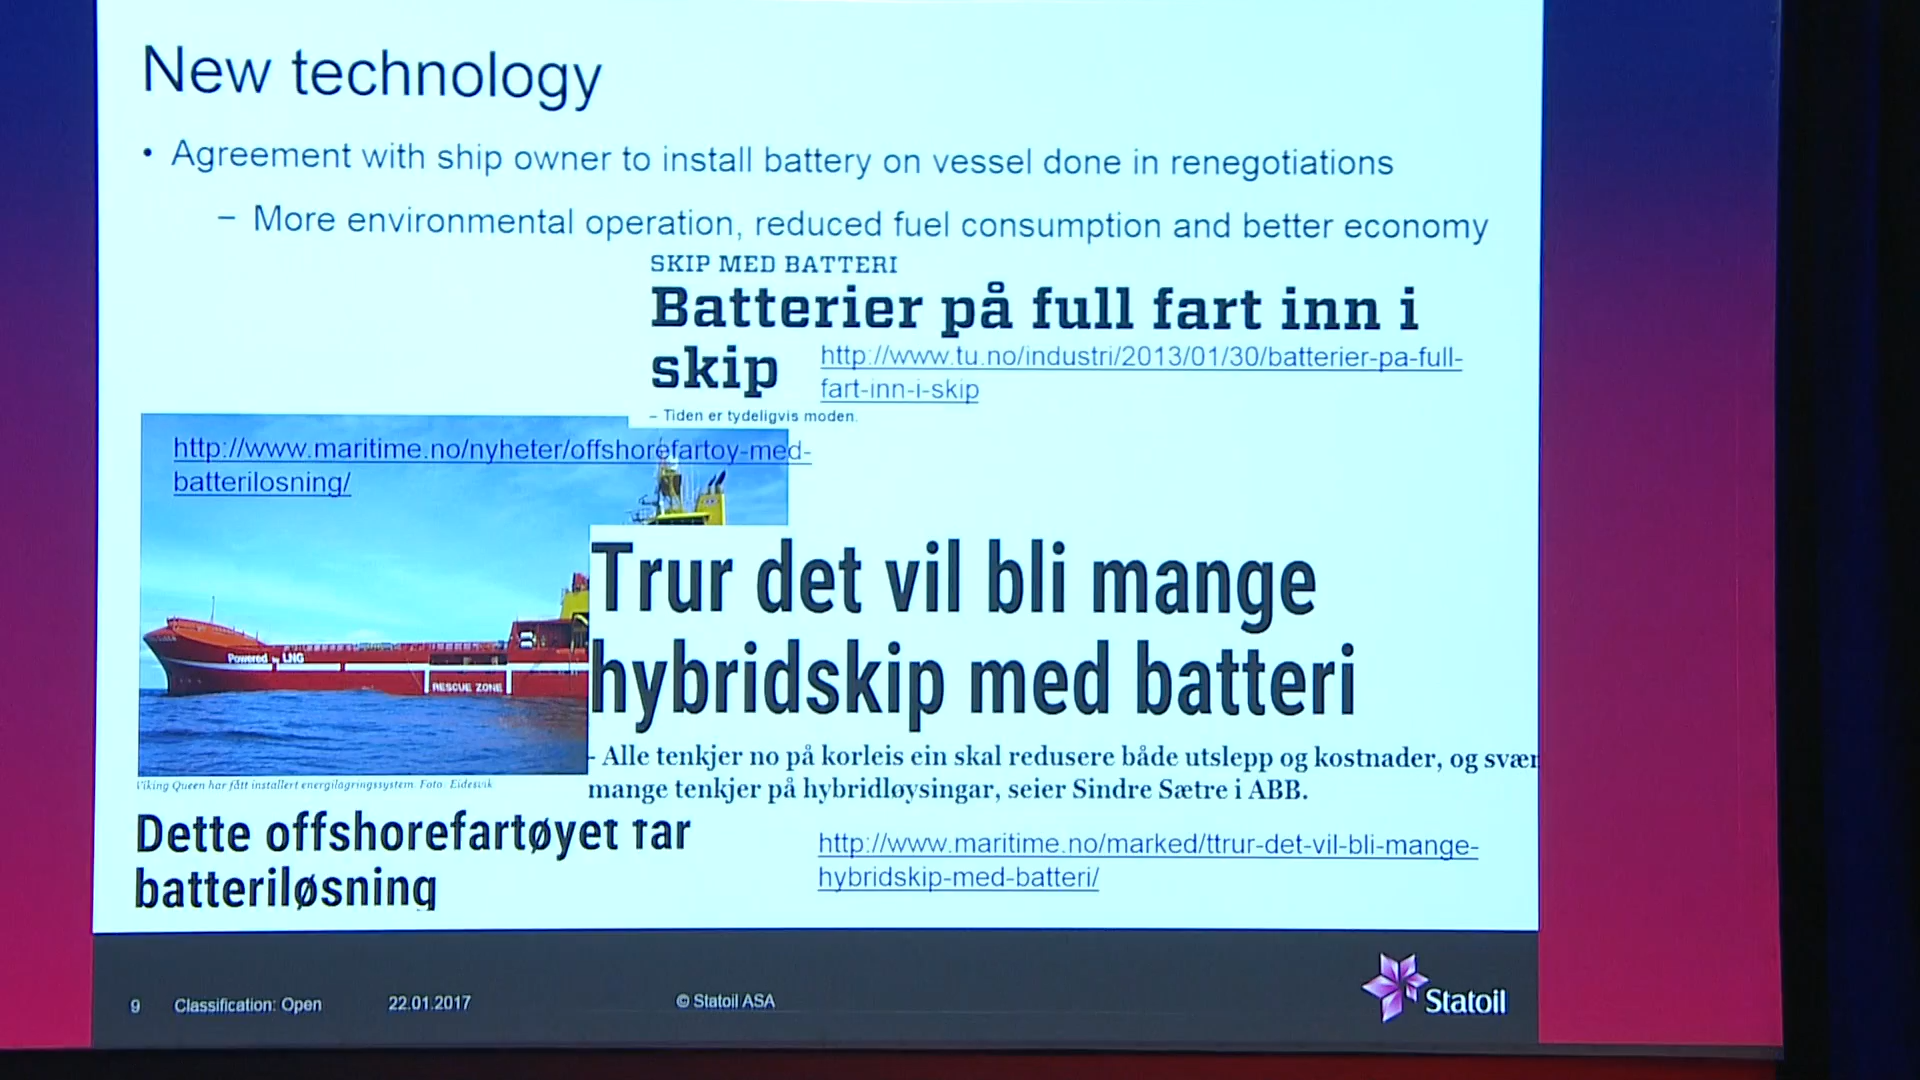 New technology
• Agreement with ship owner to install battery on vessel done in renegotiations
– More environmental operation, reduced fuel consumption and better economy
SKIP MED BATTERI
Batterier på full fart inn i
skip
http://www.tu.no/industri/2013/01/30/batterier-pa-full-
fart-inn-i-skip
– Tiden er tydeligvis moden.
http://www.maritime.no/nyheter/offshorefartoy-med-
batterilosning/
Powered by LNG
RESCUE ZONE
Trur det vil bli mange
hybridskip med batteri
- Alle tenkjer no på korleis ein skal redusere både utslepp og kostnader, og svær
mange tenkjer på hybridløysingar, seier Sindre Sætre i ABB.
Viking Queen har fått installert energilagringssystem. Foto: Eidesvik
Dette offshorefartøyet får
batteriløsning
http://www.maritime.no/marked/ttrur-det-vil-bli-mange-
hybridskip-med-batteri/
9 Classification: Open 22.01.2017 © Statoil ASA
Statoil